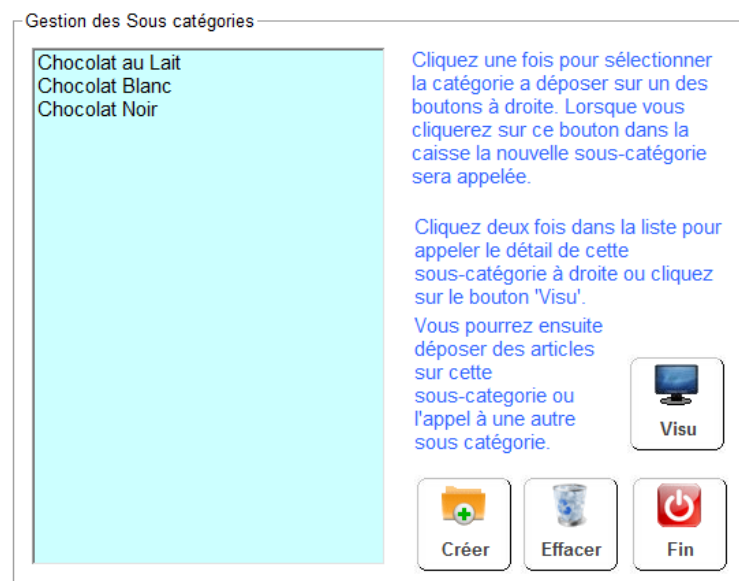 Gestion des Sous catégories
Chocolat au Lait
Chocolat Blanc
Chocolat Noir
Cliquez une fois pour sélectionner
la catégorie a déposer sur un des
boutons à droite. Lorsque vous
cliquerez sur ce bouton dans la
caisse la nouvelle sous-catégorie
sera appelée.
Cliquez deux fois dans la liste pour
appeler le détail de cette
sous-catégorie à droite ou cliquez
sur le bouton 'Visu'.
Vous pourrez ensuite
déposer des articles
sur cette
sous-categorie ou
l'appel à une autre
sous catégorie.
Visu
Créer
Effacer
Fin